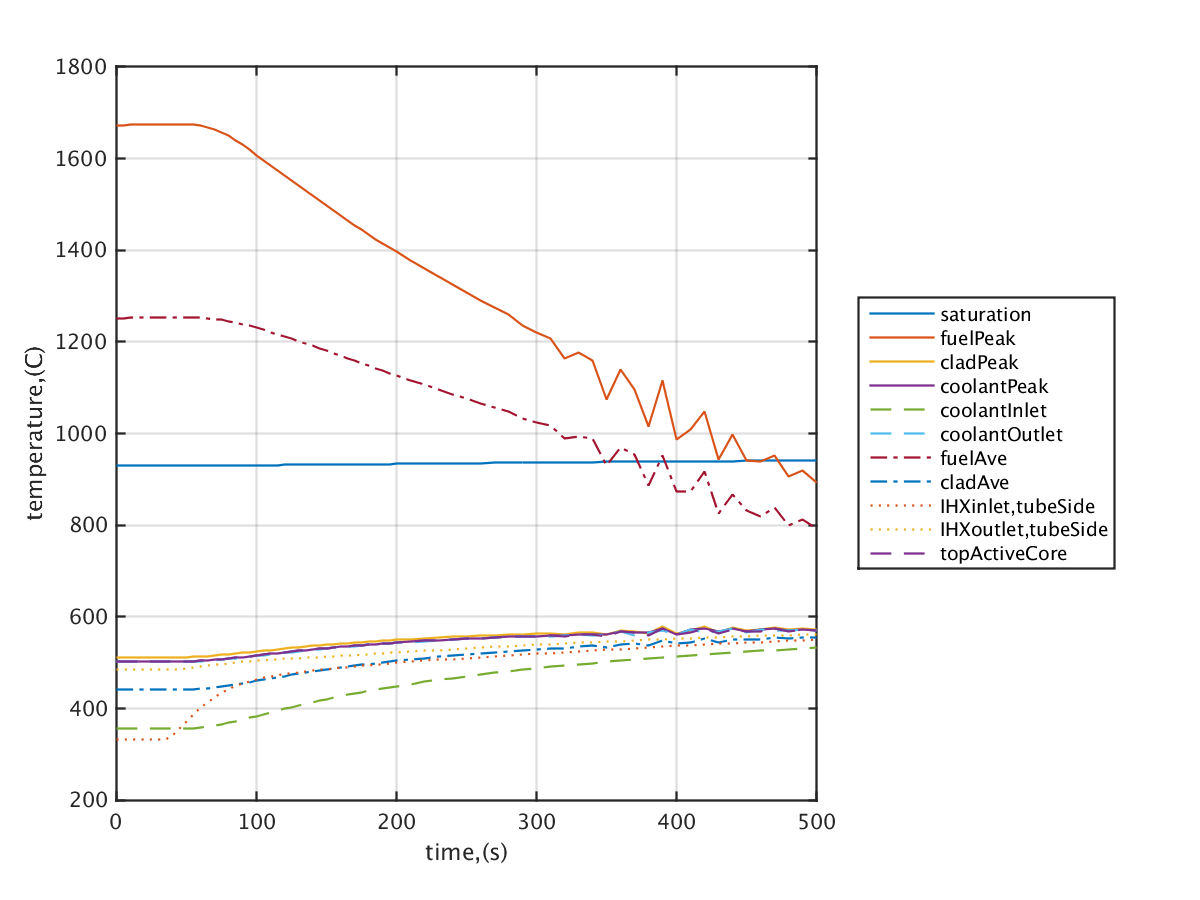 1800
1600
1400
1200
1000
800
600
400
200
temperature,(C)
0
100
200
300
400
500
time,(s)
saturation
fuelPeak
cladPeak
coolantPeak
coolantInlet
coolantOutlet
fuelAve
cladAve
IHXinlet,tubeSide
IHXoutlet,tubeSide
topActiveCore